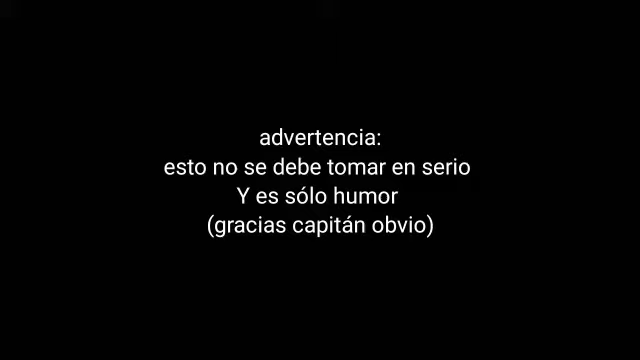 advertencia:
esto no se debe tomar en serio
Y es sólo humor
(gracias capitán obvio)